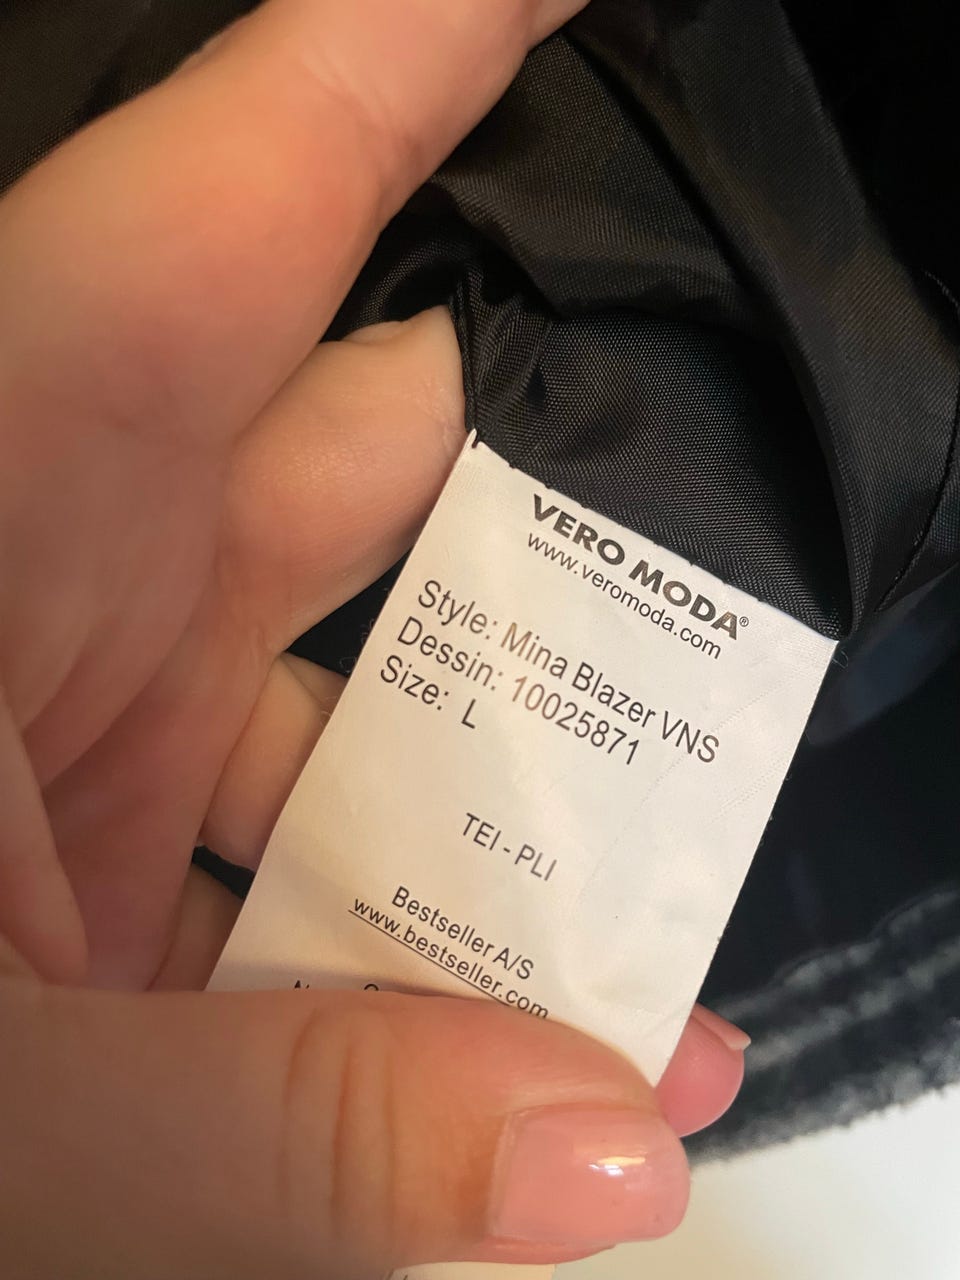 VERO MODA®
www.veromoda.com
Style: Mina Blazer VNS
Dessin: 10025871
Size: L
TEI - PLI
Bestseller A/S
www.bestseller.com